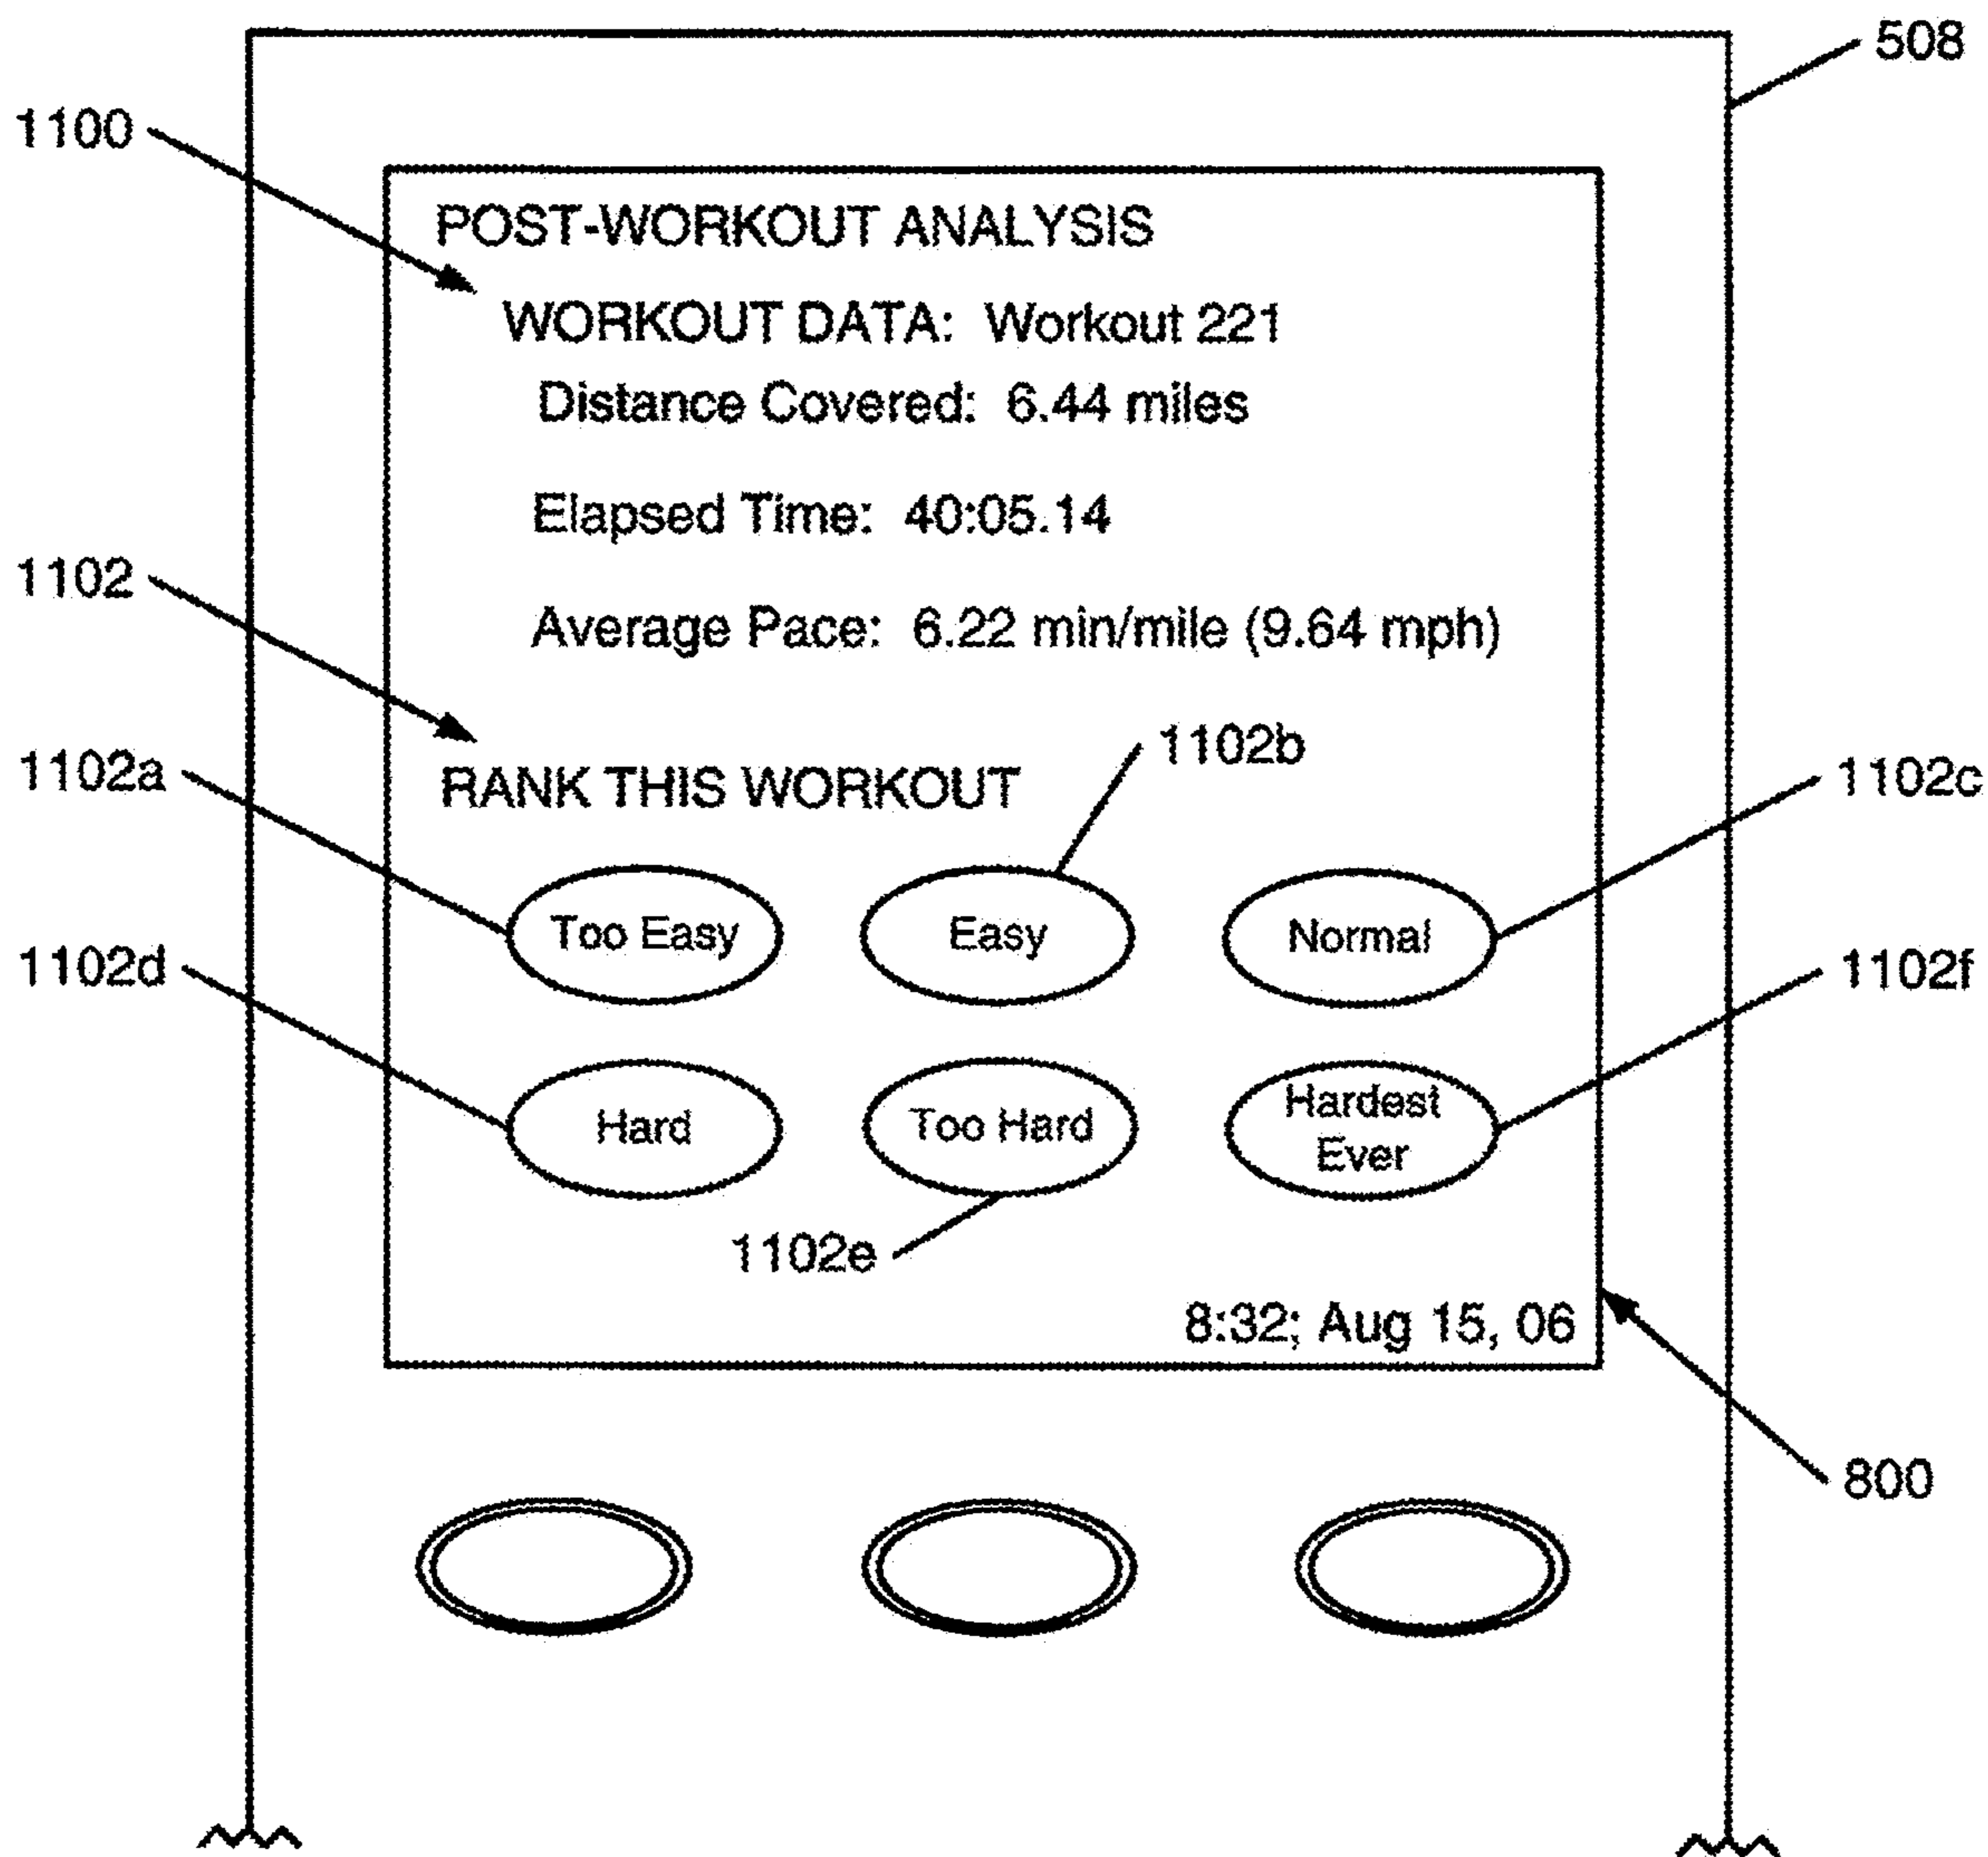 508
1100
POST-WORKOUT ANALYSIS
WORKOUT DATA: Workout 221
Distance Covered: 6.44 miles
Elapsed Time: 40:05.14
1102
Average Pace: 6.22 min/mile (9.64 mph)
1102b
1102a
1102c
RANK THIS WORKOUT
Too Easy
Easy
Normal
1102d
1102f
Hard
Too Hard
Hardest
Ever
1102e
8:32; Aug 15, 06
800